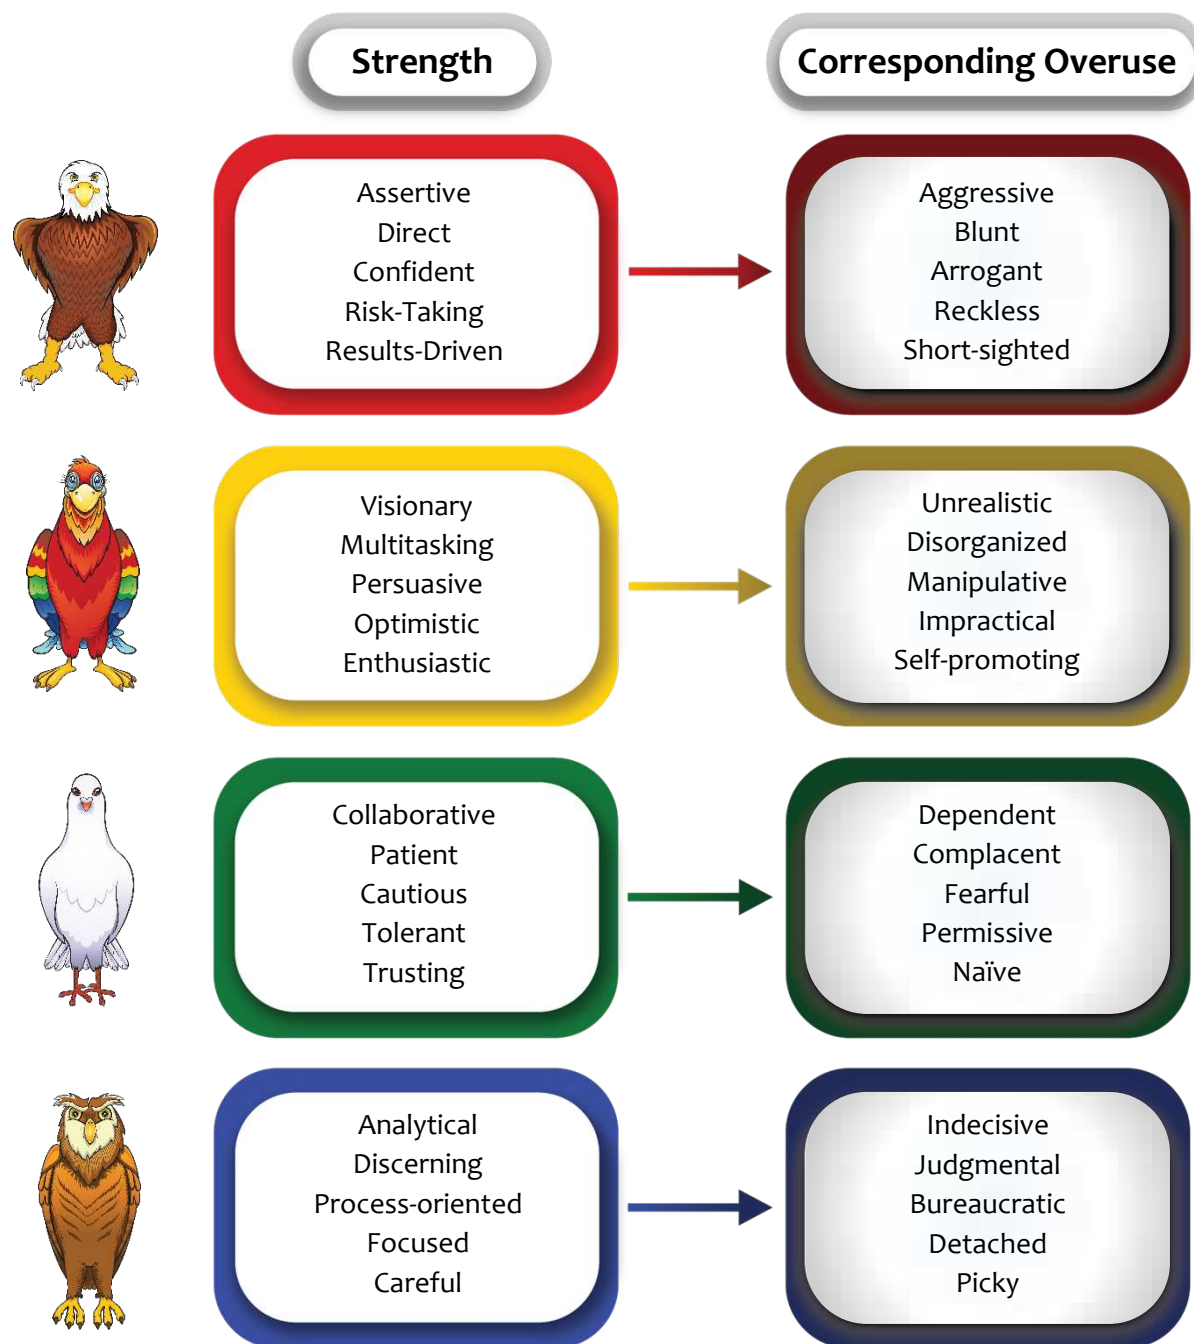 Strength
Corresponding Overuse
Assertive
Direct
Confident
Risk-Taking
Results-Driven
Aggressive
Blunt
Arrogant
Reckless
Short-sighted
Visionary
Multitasking
Persuasive
Optimistic
Enthusiastic
Unrealistic
Disorganized
Manipulative
Impractical
Self-promoting
Collaborative
Patient
Cautious
Tolerant
Trusting
Dependent
Complacent
Fearful
Permissive
Naïve
Analytical
Discerning
Process-oriented
Focused
Careful
Indecisive
Judgmental
Bureaucratic
Detached
Picky